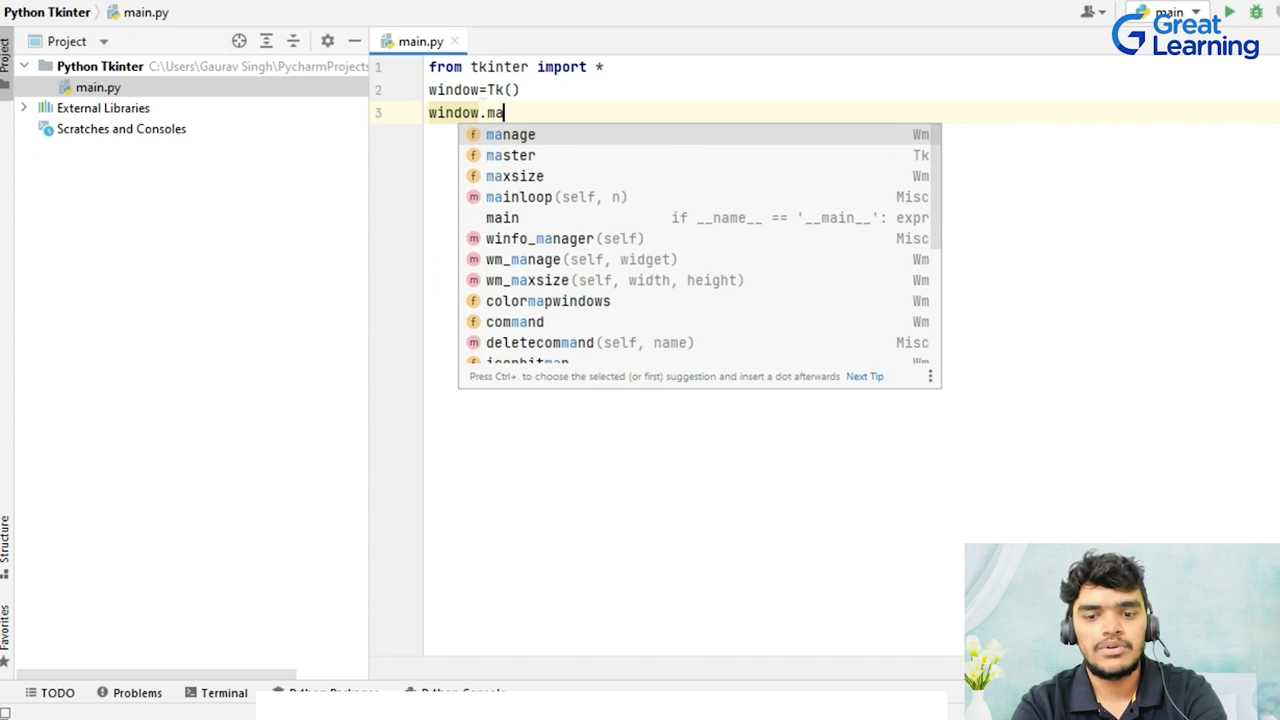 Python Tkinter
main.py
main
Great
Learning
Project
Project
main.py
Python Tkinter C:\Users\Gaurav Singh\PycharmProjects
main.py
External Libraries
Scratches and Consoles
1 from tkinter import *
2 window=Tk()
3 window.ma
f manage Wm
f master Tk
f maxsize Wm
m mainloop(self, n) Misc
main if __name__ == '__main__': expr
m winfo_manager(self) Misc
m wm_manage(self, widget) Wm
m wm_maxsize(self, width, height) Wm
f colormapwindows Wm
f command Wm
m deletecommand(self, name) Misc
f iconbitmap Wm
Press Ctrl+. to choose the selected (or first) suggestion and insert a dot afterwards Next Tip
Structure
Favorites
TODO Problems Terminal Python Packages Python Console